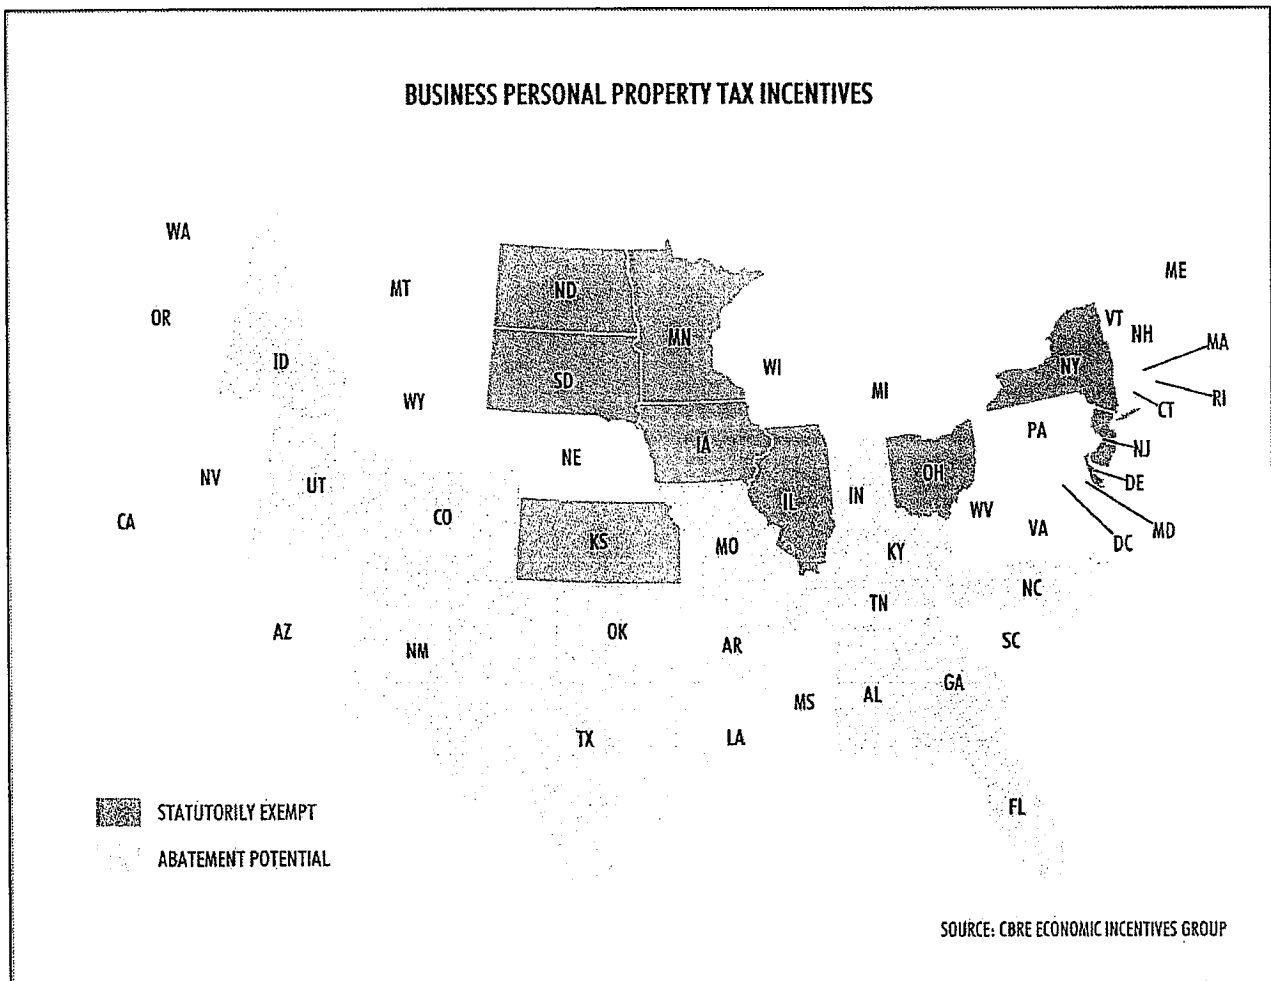 BUSINESS PERSONAL PROPERTY TAX INCENTIVES
WA
MT
ND
ME
OR
MN
VT
NH
MA
ID
SD
WI
NY
RI
WY
MI
CT
NE
IA
PA
NJ
NV
UT
IN
OH
DE
CA
CO
IL
WV
MD
KS
MO
KY
VA
DC
NC
TN
AZ
NM
OK
AR
SC
MS
AL
GA
TX
LA
FL
STATUTORILY EXEMPT
ABATEMENT POTENTIAL
SOURCE: CBRE ECONOMIC INCENTIVES GROUP